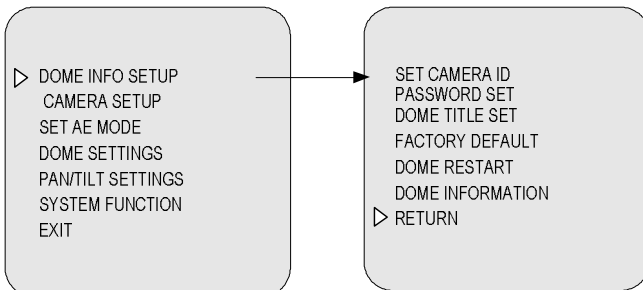 DOME INFO SETUP
CAMERA SETUP
SET AE MODE
DOME SETTINGS
PAN/TILT SETTINGS
SYSTEM FUNCTION
EXIT
SET CAMERA ID
PASSWORD SET
DOME TITLE SET
FACTORY DEFAULT
DOME RESTART
DOME INFORMATION
RETURN